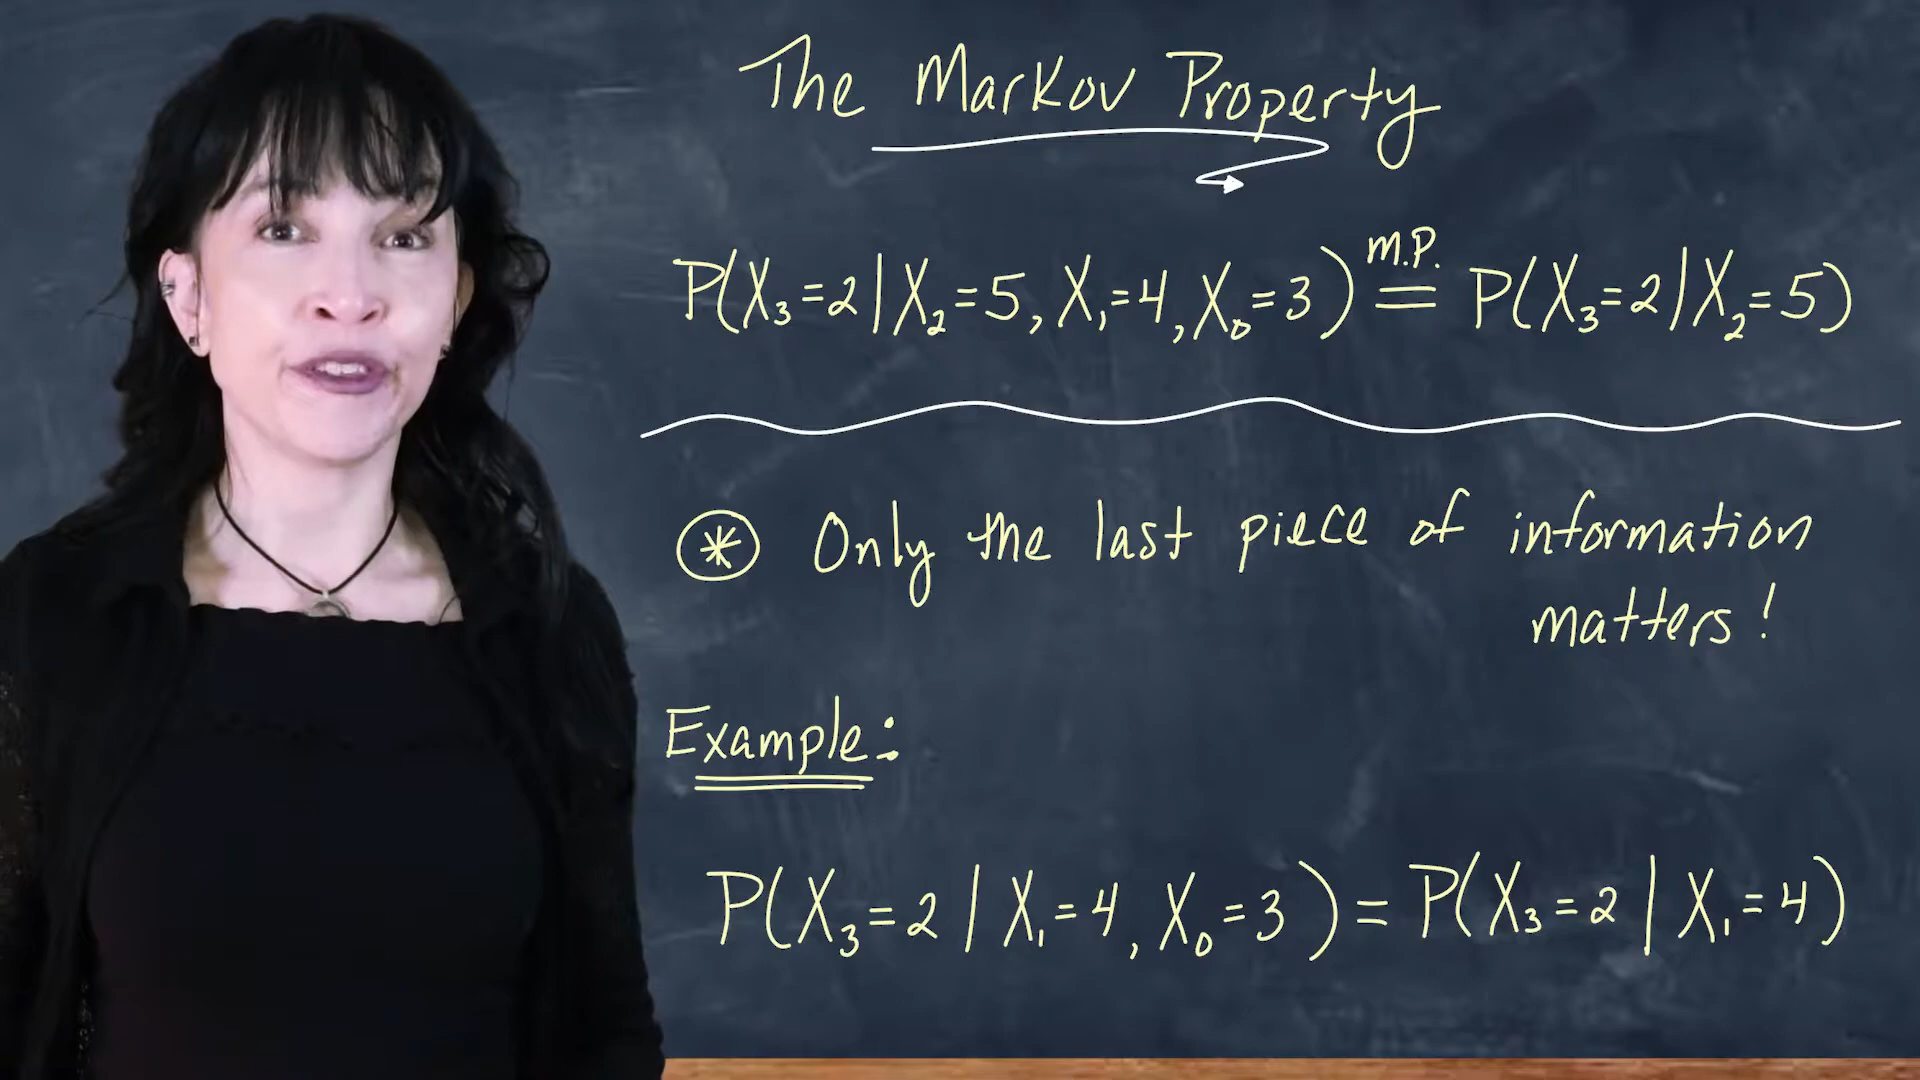 The Markov Property
P(X₃=2|X₂=5, X₁=4, X₀=3) m.P.= P(X₃=2|X₂=5)
⊛ Only the last piece of information
matters!
Example:
P(X₃=2 | X₁=4, X₀=3) = P(X₃=2 | X₁=4)